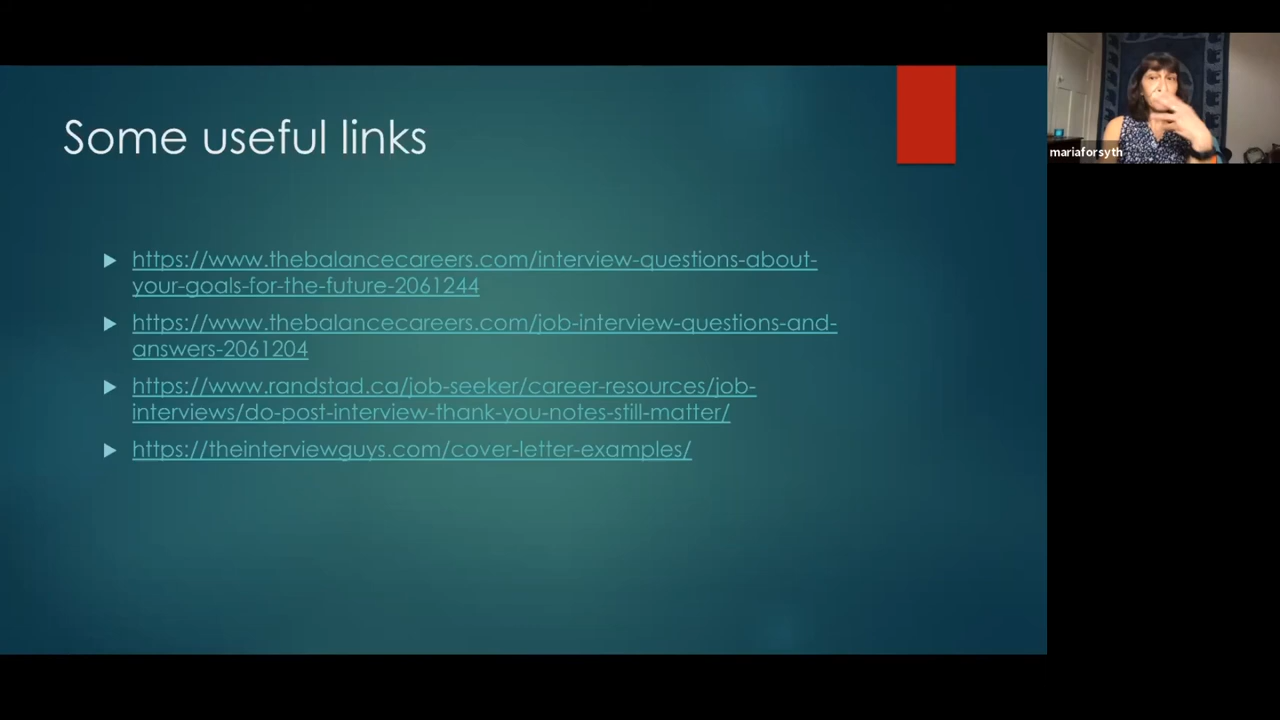 Some useful links
https://www.thebalancecareers.com/interview-questions-about-
your-goals-for-the-future-2061244
https://www.thebalancecareers.com/job-interview-questions-and-
answers-2061204
https://www.randstad.ca/job-seeker/career-resources/job-
interviews/do-post-interview-thank-you-notes-still-matter/
https://theinterviewguys.com/cover-letter-examples/
mariaforsyth